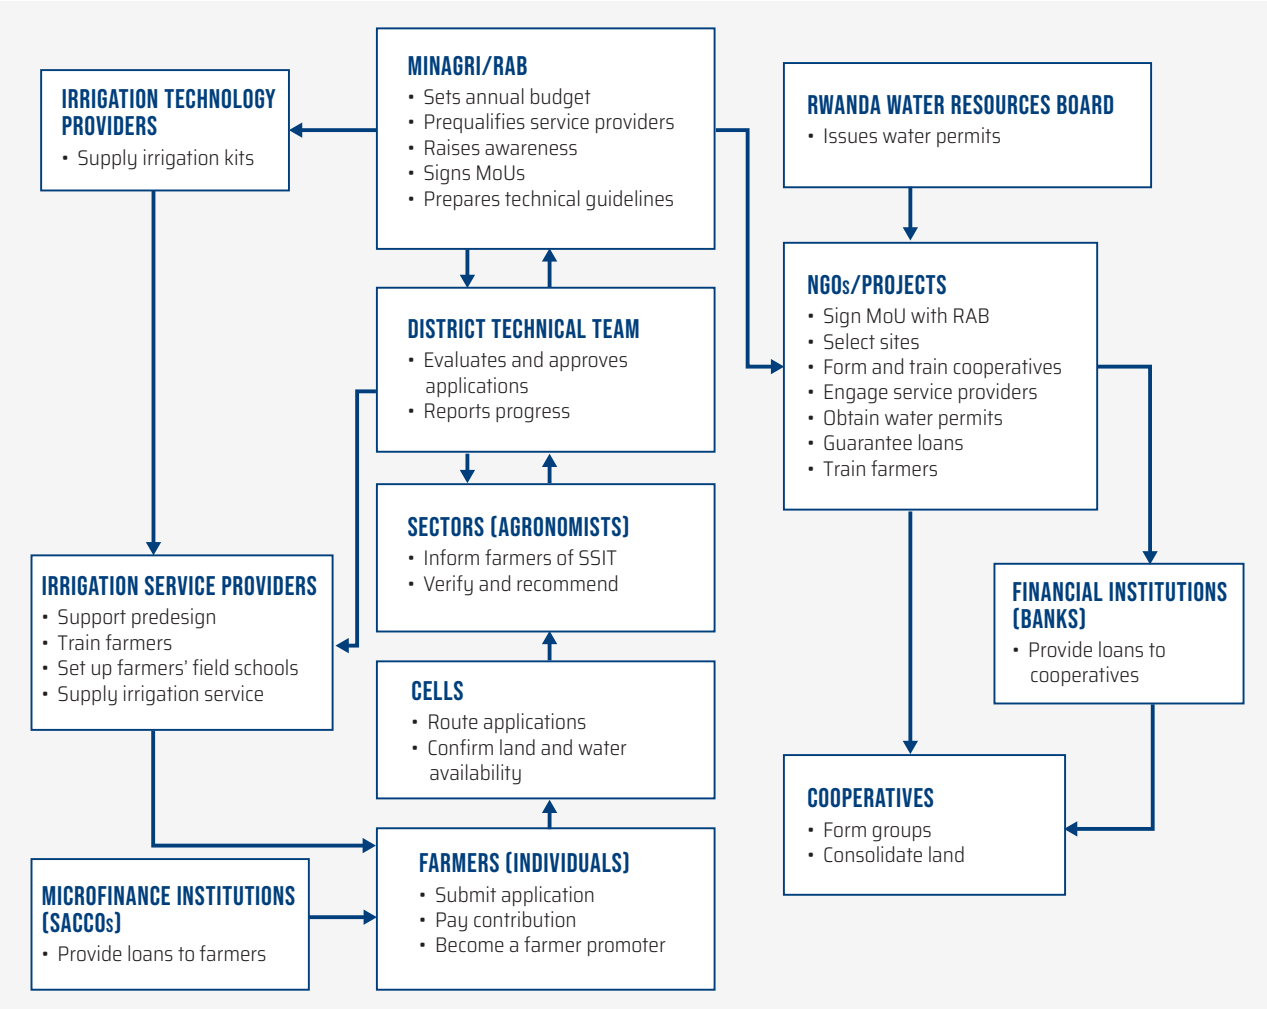 IRRIGATION TECHNOLOGY
PROVIDERS
• Supply irrigation kits
MINAGRI/RAB
• Sets annual budget
• Prequalifies service providers
• Raises awareness
• Signs MoUs
• Prepares technical guidelines
RWANDA WATER RESOURCES BOARD
• Issues water permits
DISTRICT TECHNICAL TEAM
• Evaluates and approves
applications
• Reports progress
NGOs/PROJECTS
• Sign MoU with RAB
• Select sites
• Form and train cooperatives
• Engage service providers
• Obtain water permits
• Guarantee loans
• Train farmers
SECTORS (AGRONOMISTS)
• Inform farmers of SSIT
• Verify and recommend
IRRIGATION SERVICE PROVIDERS
• Support predesign
• Train farmers
• Set up farmers’ field schools
• Supply irrigation service
FINANCIAL INSTITUTIONS
(BANKS)
• Provide loans to
cooperatives
CELLS
• Route applications
• Confirm land and water
availability
COOPERATIVES
• Form groups
• Consolidate land
MICROFINANCE INSTITUTIONS
(SACCOs)
• Provide loans to farmers
FARMERS (INDIVIDUALS)
• Submit application
• Pay contribution
• Become a farmer promoter